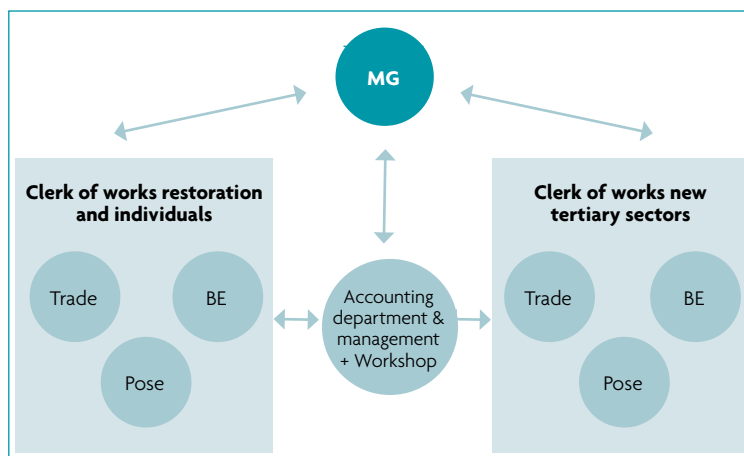 MG
Clerk of works restoration
and individuals
Trade
BE
Pose
Accounting
department &
management
+ Workshop
Clerk of works new
tertiary sectors
Trade
BE
Pose